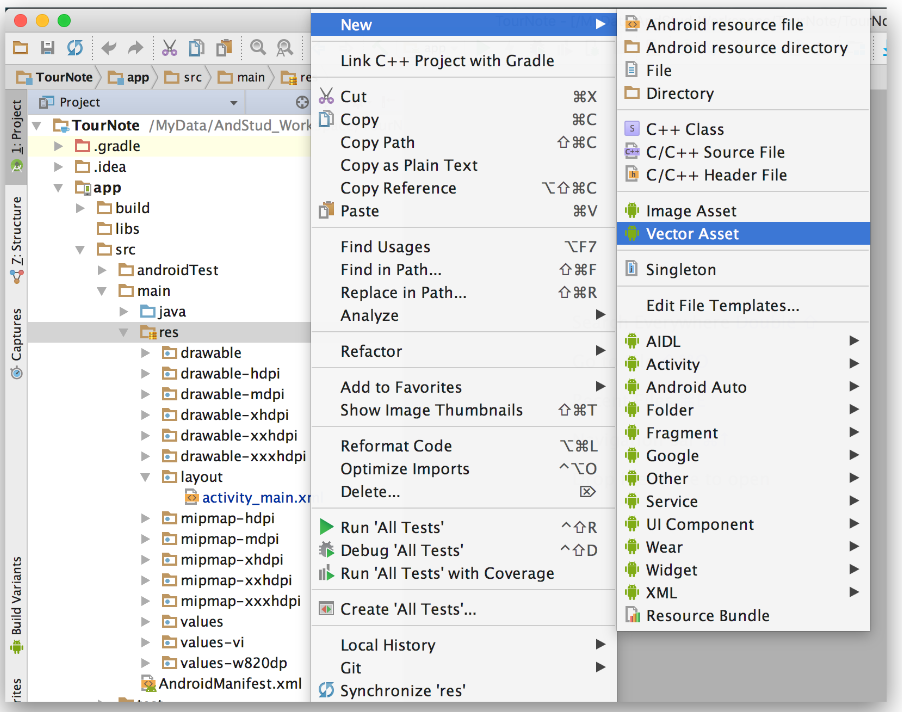 TourNote
app
src
main
re
Project
1: Project
Z: Structure
Captures
Build Variants
TourNote /MyData/AndStud_Work
.gradle
.idea
app
build
libs
src
androidTest
main
java
res
drawable
drawable-hdpi
drawable-mdpi
drawable-xhdpi
drawable-xxhdpi
drawable-xxxhdpi
layout
activity_main.xm
mipmap-hdpi
mipmap-mdpi
mipmap-xhdpi
mipmap-xxhdpi
mipmap-xxxhdpi
values
values-vi
values-w820dp
AndroidManifest.xml
New
Link C++ Project with Gradle
Cut ⌘X
Copy ⌘C
Copy Path ⇧⌘C
Copy as Plain Text
Copy Reference ⌥⇧⌘C
Paste ⌘V
Find Usages ⌥F7
Find in Path... ⇧⌘F
Replace in Path... ⇧⌘R
Analyze
Refactor
Add to Favorites
Show Image Thumbnails ⇧⌘T
Reformat Code ⌥⌘L
Optimize Imports ^⌥O
Delete... ⌦
Run 'All Tests' ^⇧R
Debug 'All Tests' ^⇧D
Run 'All Tests' with Coverage
Create 'All Tests'...
Local History
Git
Synchronize 'res'
Android resource file
Android resource directory
File
Directory
C++ Class
C/C++ Source File
C/C++ Header File
Image Asset
Vector Asset
Singleton
Edit File Templates...
AIDL
Activity
Android Auto
Folder
Fragment
Google
Other
Service
UI Component
Wear
Widget
XML
Resource Bundle